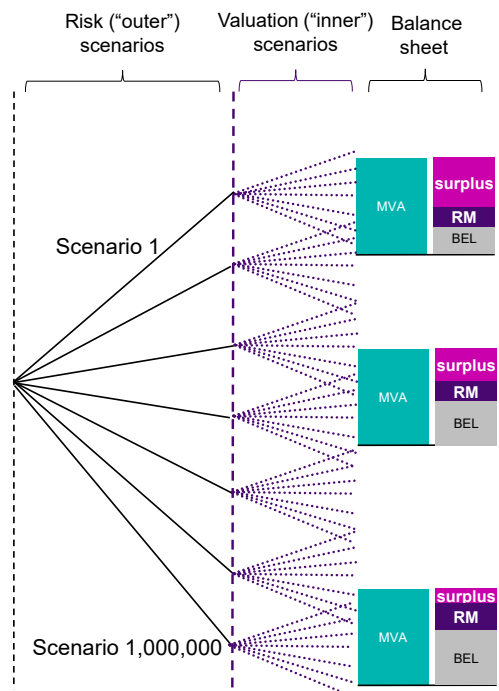 Risk (“outer”)
scenarios
Valuation (“inner”)
scenarios
Balance
sheet
Scenario 1
MVA
surplus
RM
BEL
MVA
surplus
RM
BEL
Scenario 1,000,000
MVA
surplus
RM
BEL